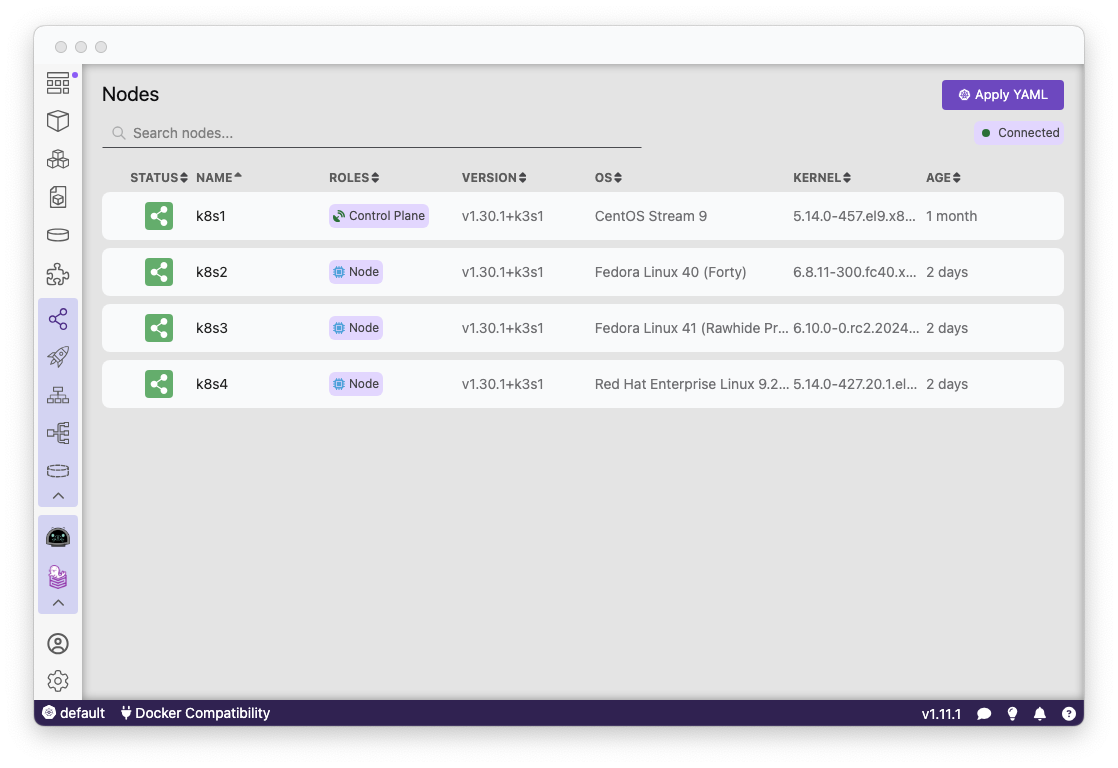 Nodes
Apply YAML
Search nodes...
Connected
STATUS NAME ROLES VERSION OS KERNEL AGE
k8s1 Control Plane v1.30.1+k3s1 CentOS Stream 9 5.14.0-457.el9.x8... 1 month
k8s2 Node v1.30.1+k3s1 Fedora Linux 40 (Forty) 6.8.11-300.fc40.x... 2 days
k8s3 Node v1.30.1+k3s1 Fedora Linux 41 (Rawhide Pr... 6.10.0-0.rc2.2024... 2 days
k8s4 Node v1.30.1+k3s1 Red Hat Enterprise Linux 9.2... 5.14.0-427.20.1.el... 2 days
default Docker Compatibility v1.11.1